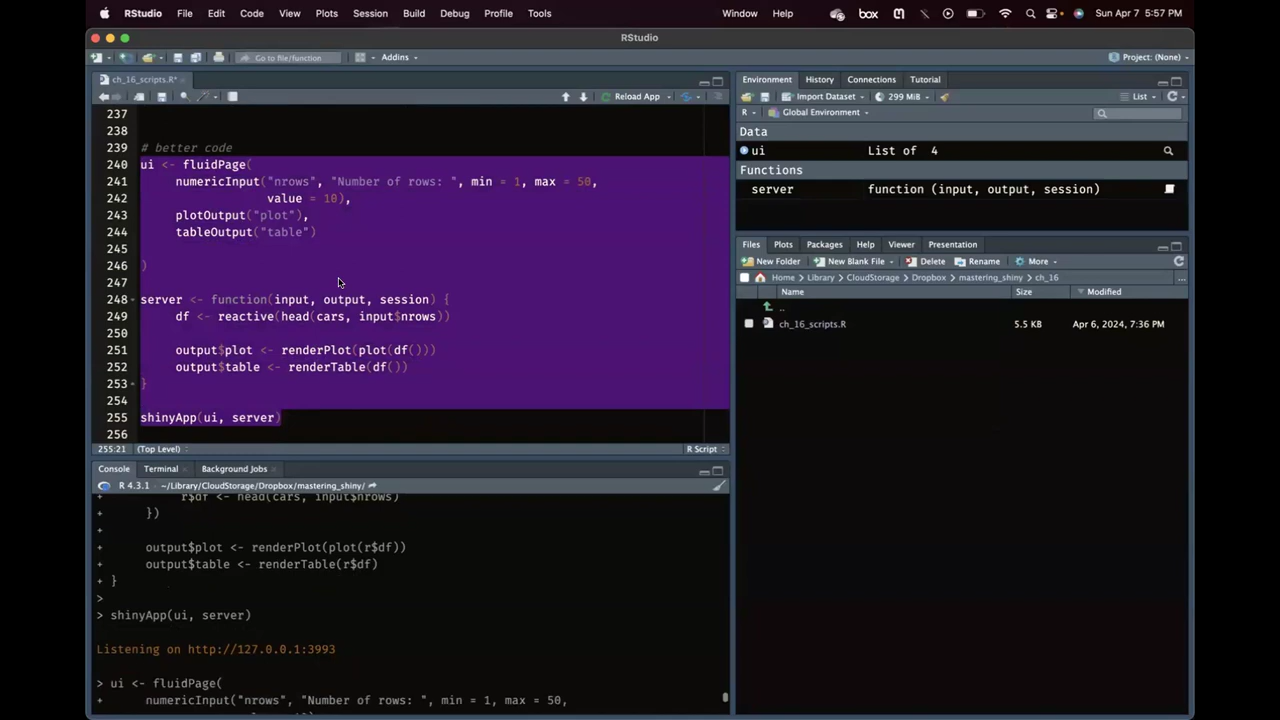 RStudio File Edit Code View Plots Session Build Debug Profile Tools Window Help box Sun Apr 7 5:57 PM
RStudio
Go to file/function Addins Project: (None)
ch_16_scripts.R*
Reload App
237
238
239 # better code
240 ui <- fluidPage(
241 numericInput("nrows", "Number of rows: ", min = 1, max = 50,
242 value = 10),
243 plotOutput("plot"),
244 tableOutput("table")
245
246 )
247
248 server <- function(input, output, session) {
249 df <- reactive(head(cars, input$nrows))
250
251 output$plot <- renderPlot(plot(df()))
252 output$table <- renderTable(df())
253 }
254
255 shinyApp(ui, server)
256
255:21 (Top Level) R Script
Console Terminal Background Jobs
R 4.3.1 · ~/Library/CloudStorage/Dropbox/mastering_shiny/
+ r$df <- head(cars, input$nrows)
+ })
+
+ output$plot <- renderPlot(plot(r$df))
+ output$table <- renderTable(r$df)
+ }
>
> shinyApp(ui, server)
Listening on http://127.0.0.1:3993
> ui <- fluidPage(
+ numericInput("nrows", "Number of rows: ", min = 1, max = 50,
Environment History Connections Tutorial
Import Dataset 299 MiB List
R Global Environment
Data
ui List of 4
Functions
server function (input, output, session)
Files Plots Packages Help Viewer Presentation
New Folder New Blank File Delete Rename More
Home Library CloudStorage Dropbox mastering_shiny ch_16 ...
Name Size Modified
..
ch_16_scripts.R 5.5 KB Apr 6, 2024, 7:36 PM